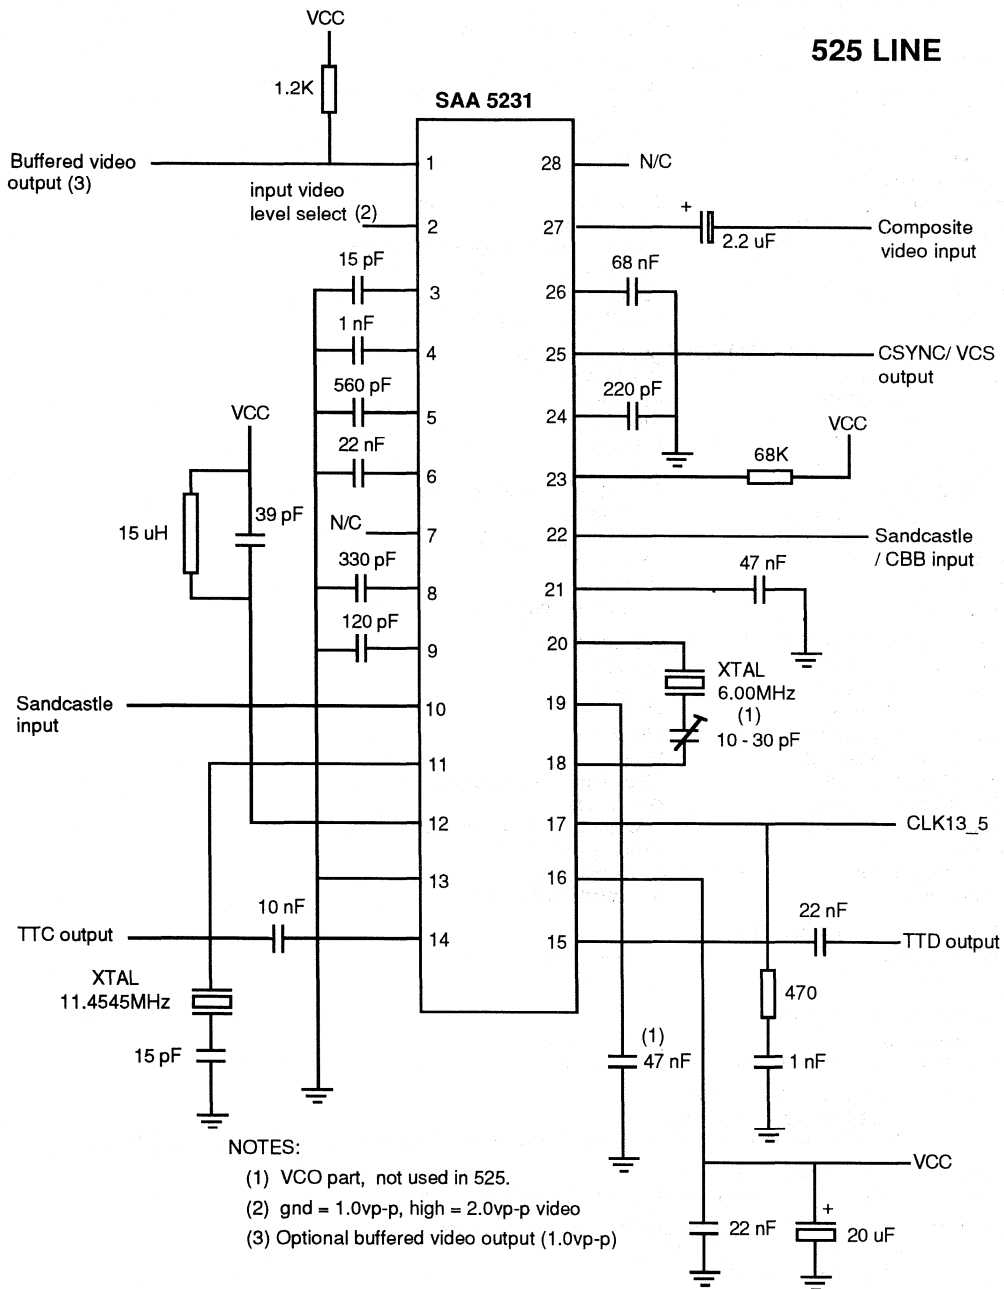 VCC
525 LINE
1.2K
SAA 5231
Buffered video
output (3)
1
28
N/C
input video
level select (2)
2
27
+
2.2 uF
Composite
video input
15 pF
3
68 nF
26
1 nF
4
25
CSYNC/ VCS
output
560 pF
5
220 pF
24
VCC
22 nF
6
VCC
68K
23
15 uH
39 pF
N/C
7
22
Sandcastle
/ CBB input
330 pF
8
47 nF
21
120 pF
9
20
XTAL
6.00MHz
(1)
10 - 30 pF
Sandcastle
input
10
19
11
18
12
17
CLK13_5
13
16
10 nF
TTC output
14
15
22 nF
TTD output
XTAL
11.4545MHz
470
15 pF
(1)
47 nF
1 nF
NOTES:
(1) VCO part, not used in 525.
(2) gnd = 1.0vp-p, high = 2.0vp-p video
(3) Optional buffered video output (1.0vp-p)
VCC
22 nF
+
20 uF